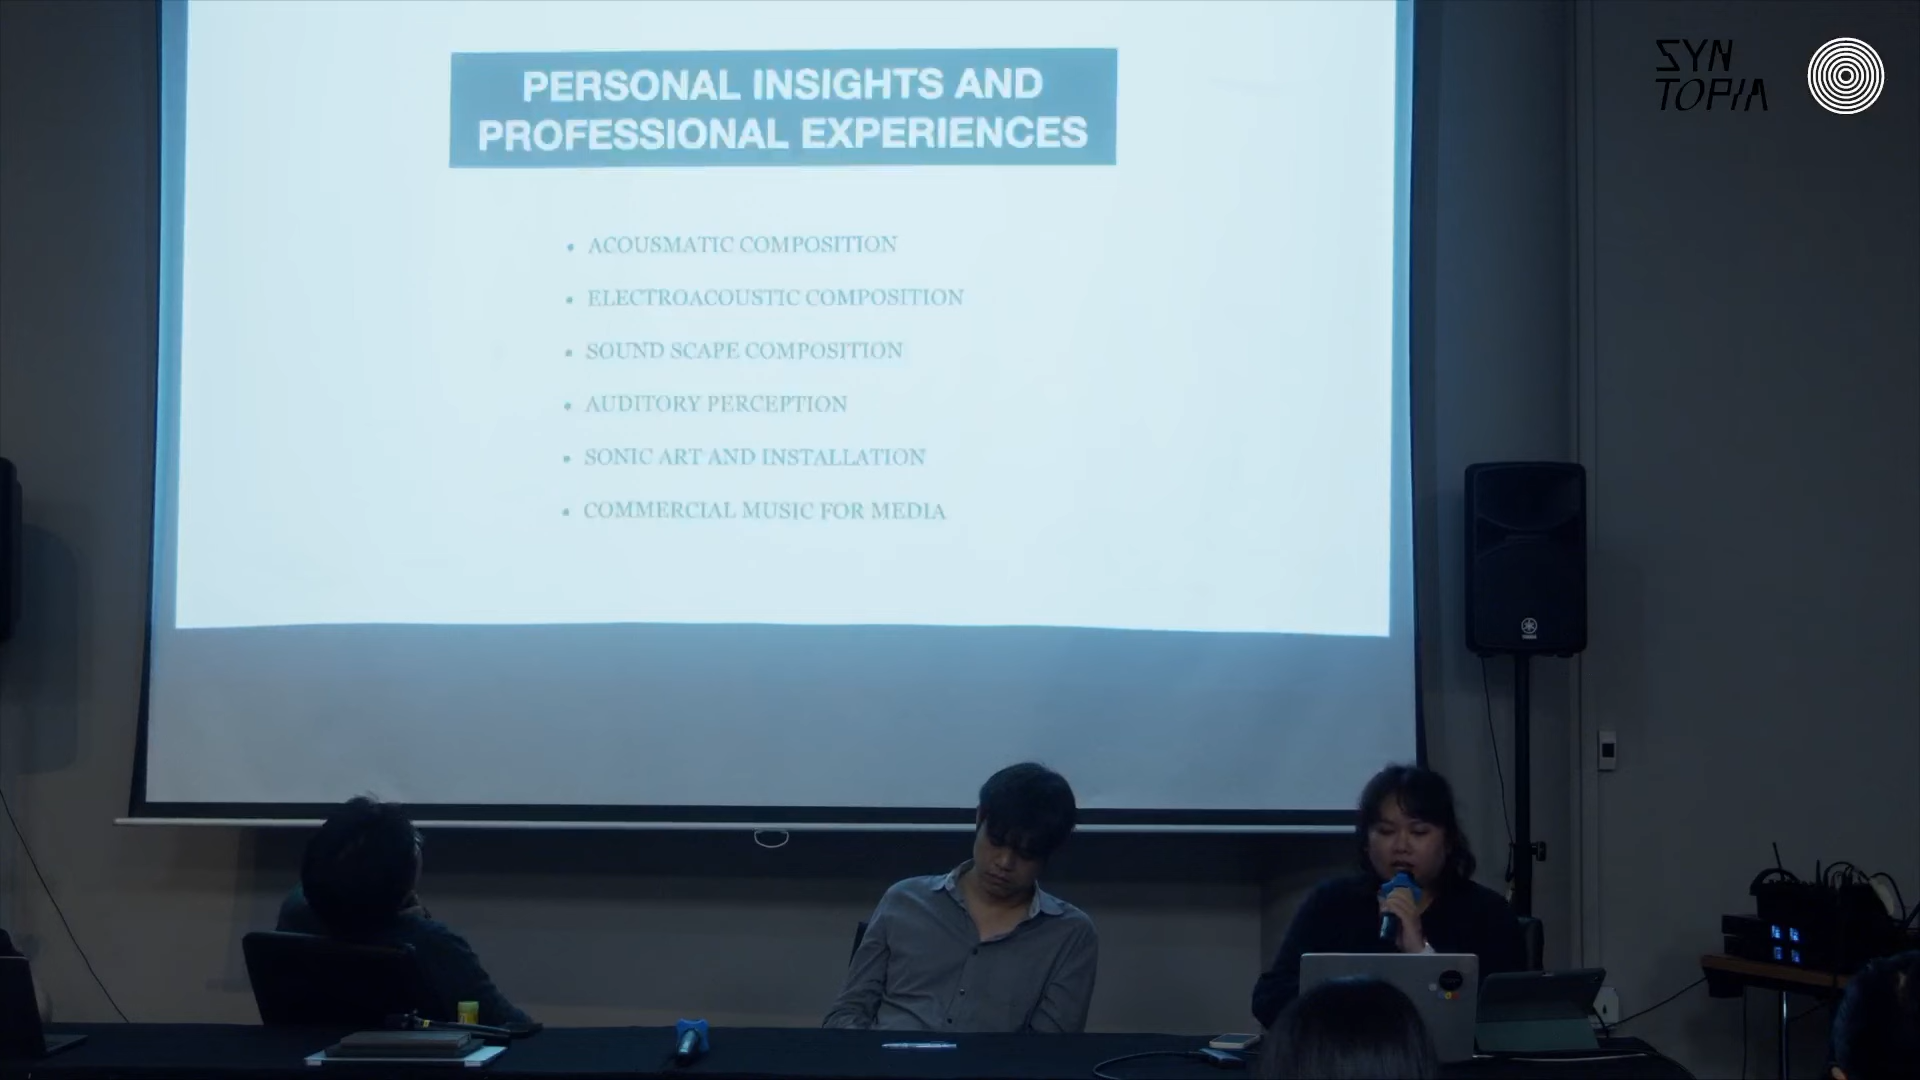 PERSONAL INSIGHTS AND
PROFESSIONAL EXPERIENCES
• ACOUSMATIC COMPOSITION
• ELECTROACOUSTIC COMPOSITION
• SOUND SCAPE COMPOSITION
• AUDITORY PERCEPTION
• SONIC ART AND INSTALLATION
• COMMERCIAL MUSIC FOR MEDIA
SYN
TOPIA
YAMAHA